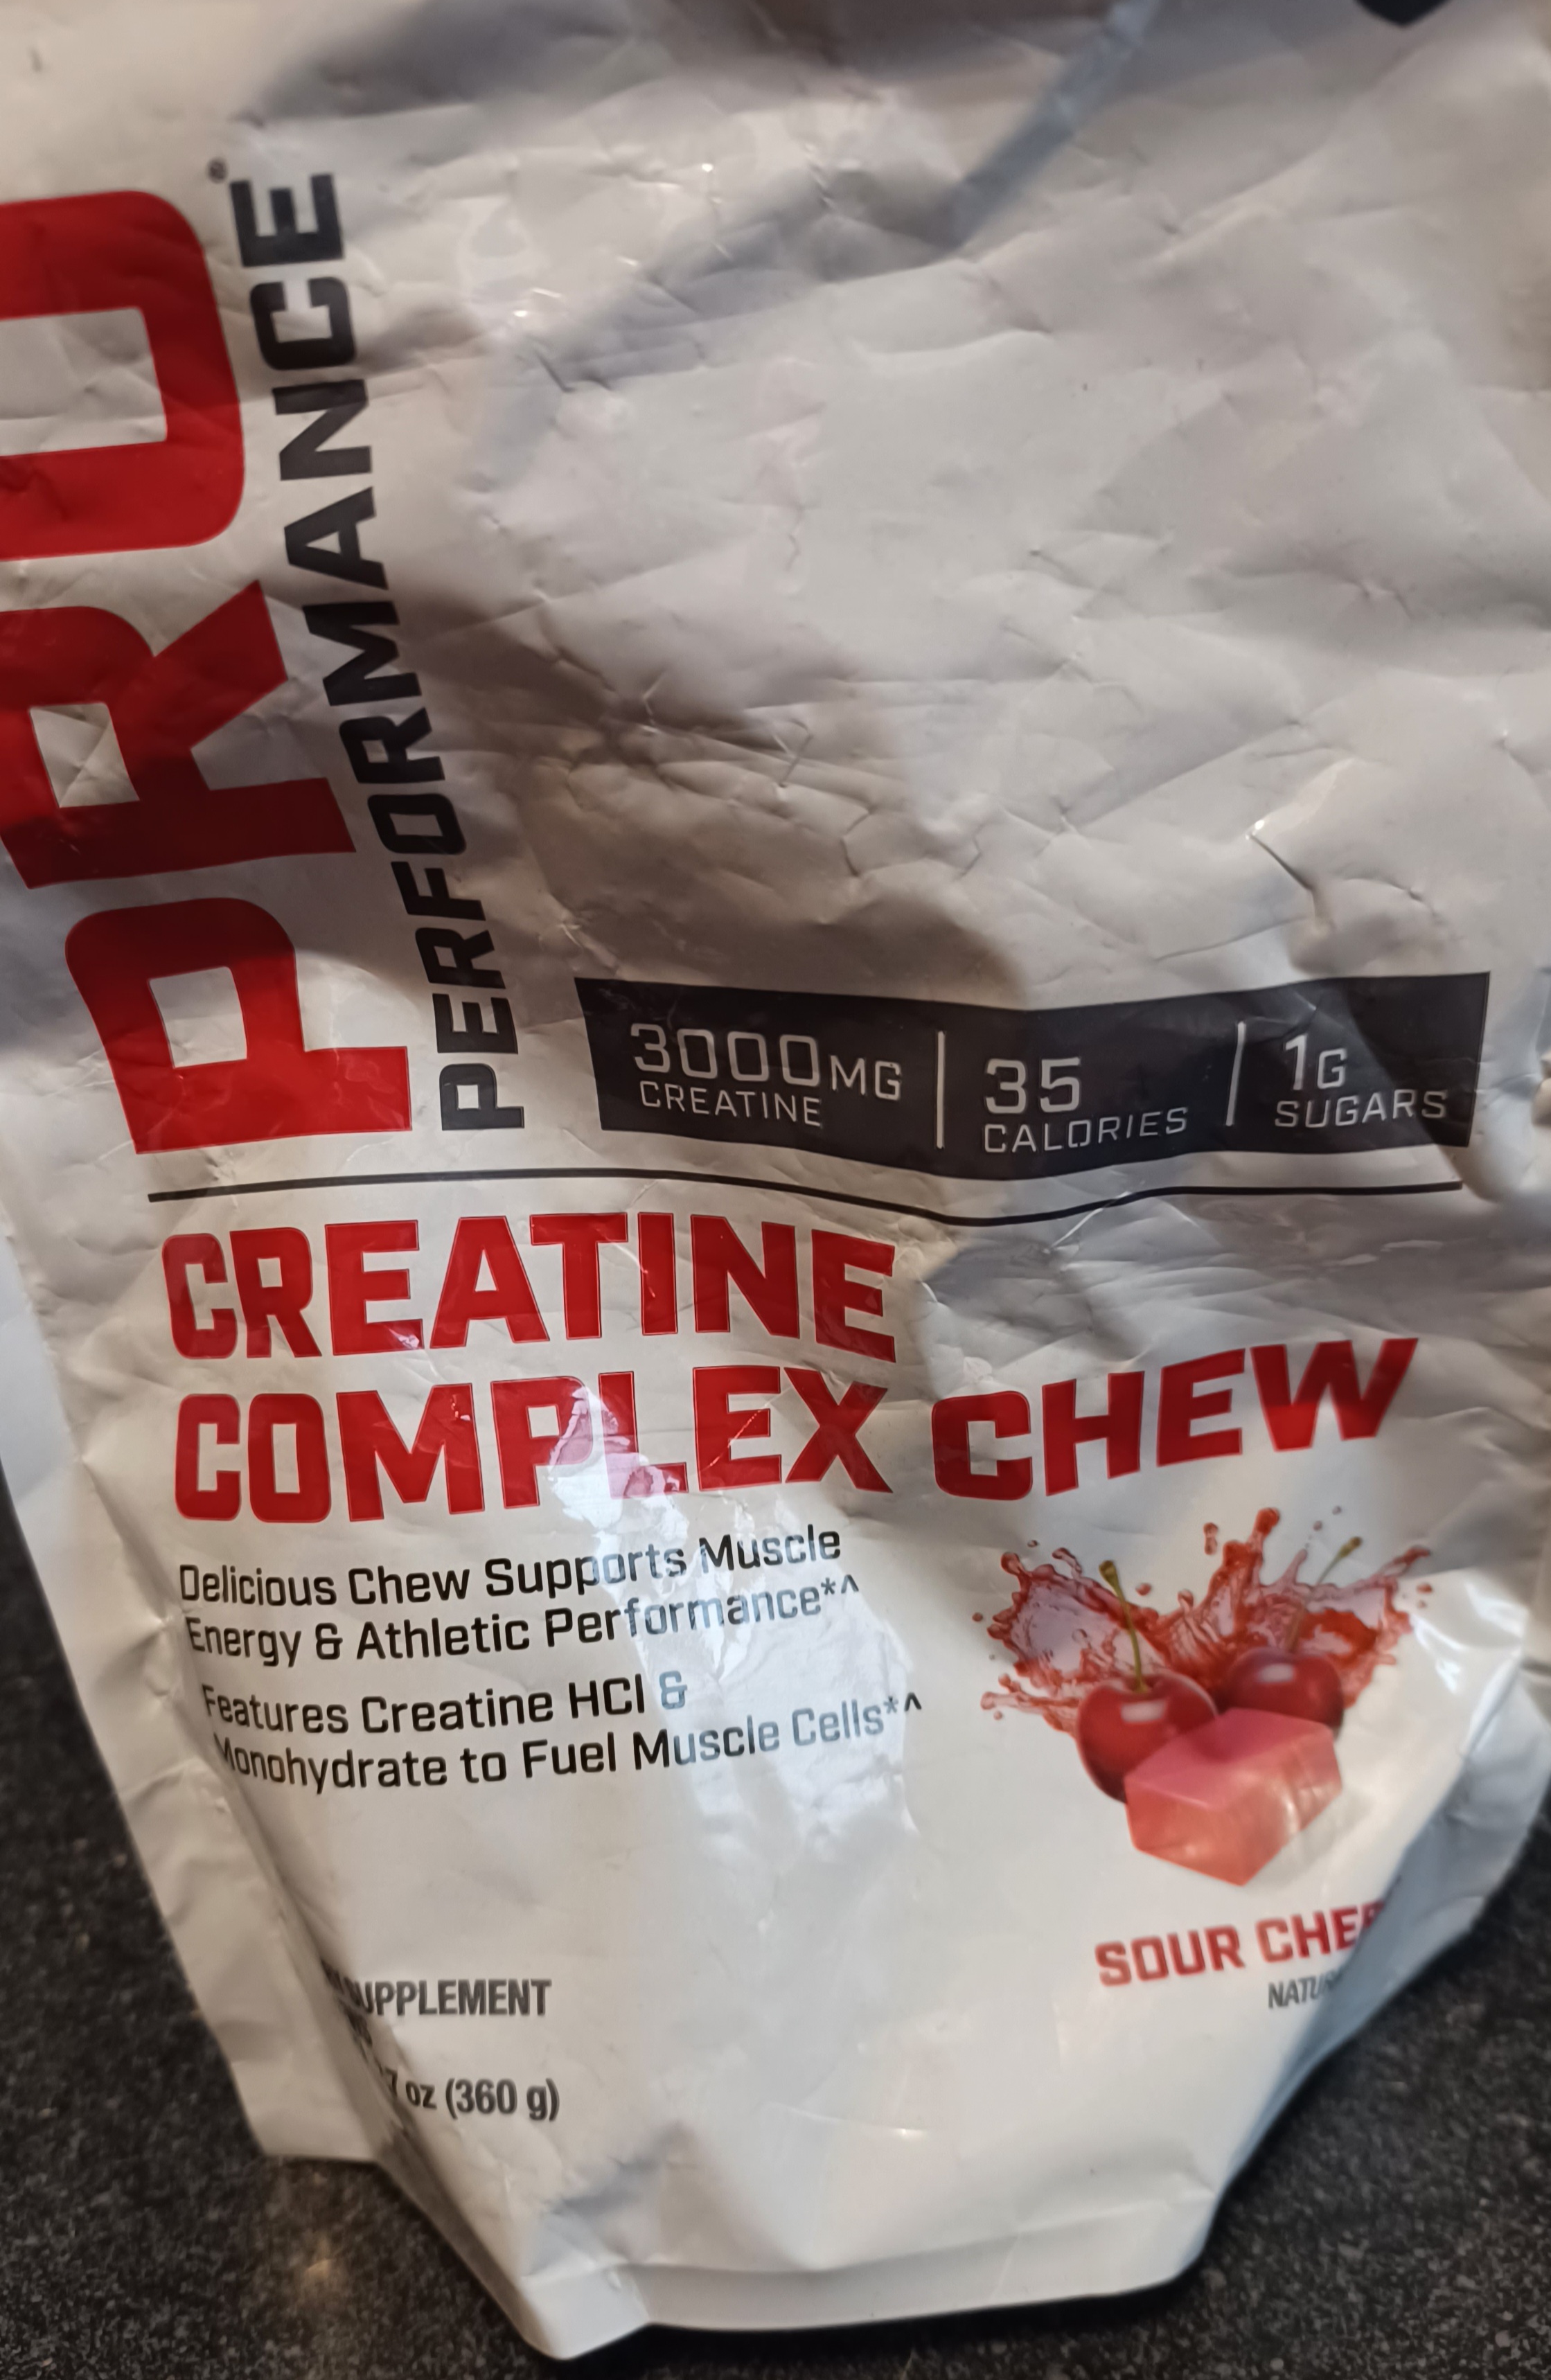 PRO
PERFORMANCE®
3000MG
CREATINE
35
CALORIES
1G
SUGARS
CREATINE
COMPLEX CHEW
Delicious Chew Supports Muscle
Energy & Athletic Performance*^
Features Creatine HCl &
Monohydrate to Fuel Muscle Cells*^
SOUR
SUPPLEMENT
oz (360 g)